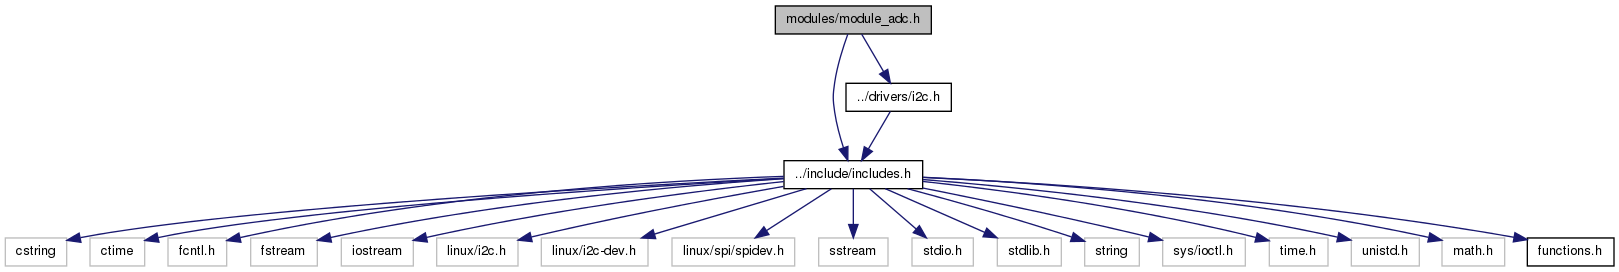 modules/module_adc.h
../drivers/i2c.h
../include/includes.h
cstring
ctime
fcntl.h
fstream
iostream
linux/i2c.h
linux/i2c-dev.h
linux/spi/spidev.h
sstream
stdio.h
stdlib.h
string
sys/ioctl.h
time.h
unistd.h
math.h
functions.h